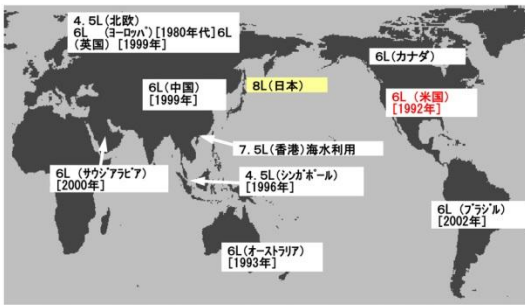 4.5L(北欧)
6L (ﾖｰﾛｯﾊﾟ)[1980年代]6L
(英国) [1999年]
6L(カナダ)
6L(中国)
[1999年]
8L(日本)
6L (米国)
[1992年]
7.5L(香港)海水利用
6L (ｻｳｼﾞｱﾗﾋﾞｱ)
[2000年]
4.5L(ｼﾝｶﾞﾎﾟｰﾙ)
[1996年]
6L (ﾌﾞﾗｼﾞﾙ)
[2002年]
6L(オーストラリア)
[1993年]